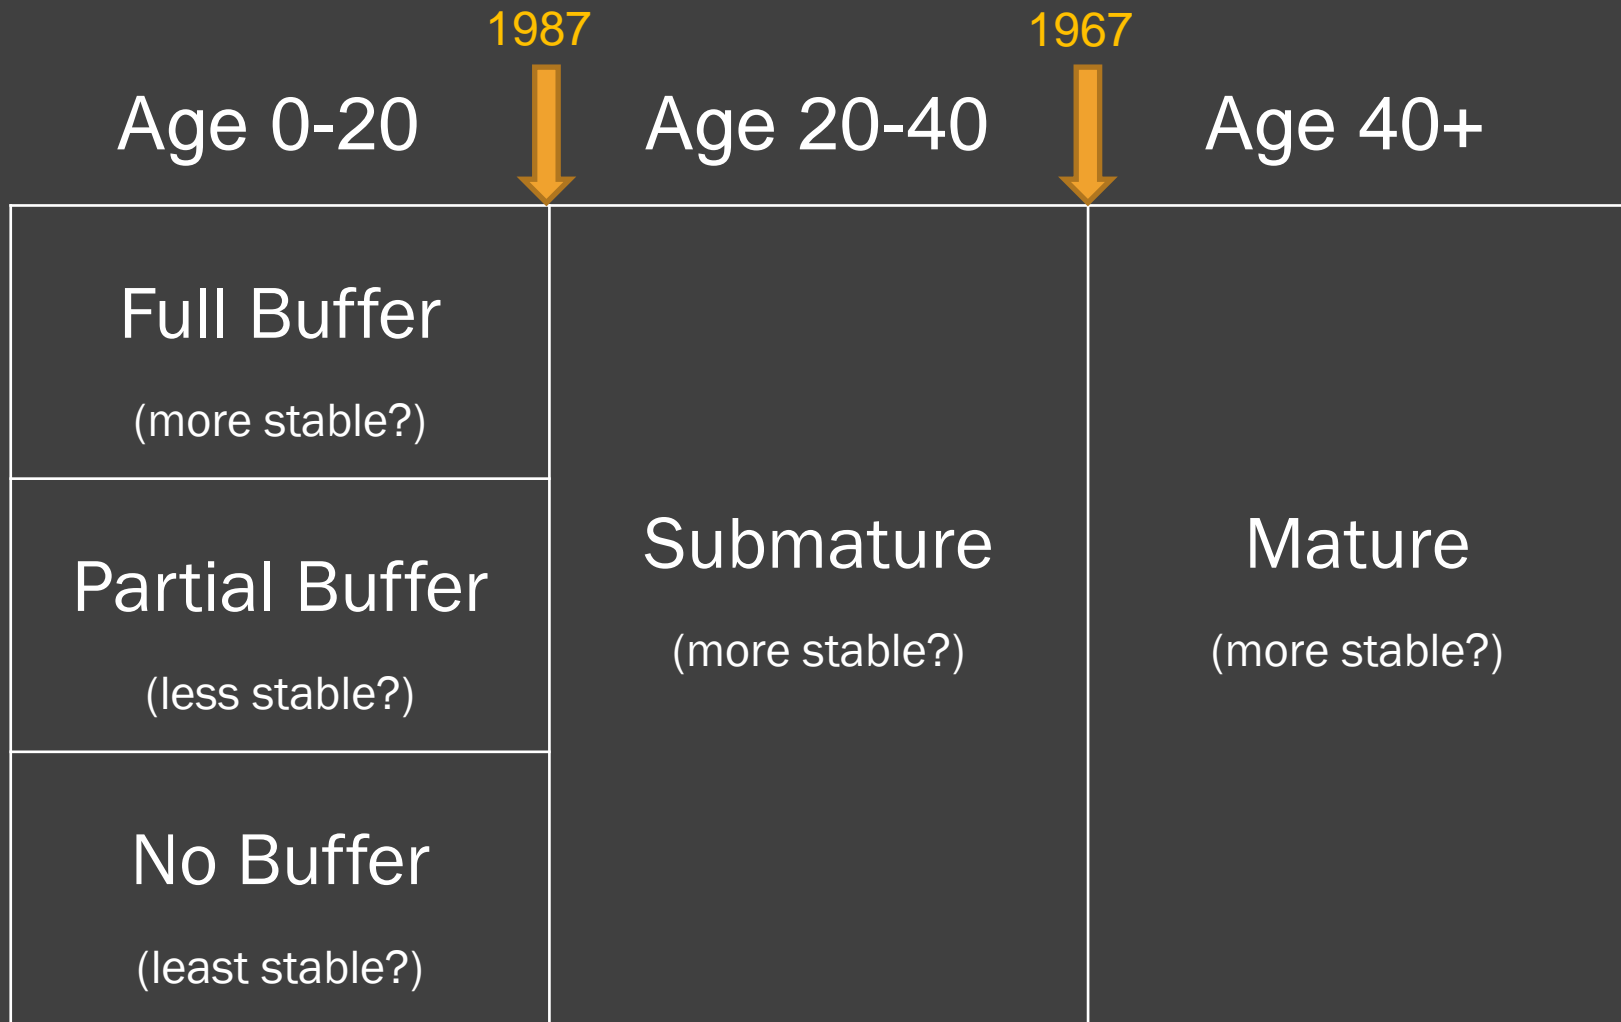 1987
1967
Age 0-20
Age 20-40
Age 40+
Full Buffer
(more stable?)
Partial Buffer
(less stable?)
No Buffer
(least stable?)
Submature
(more stable?)
Mature
(more stable?)